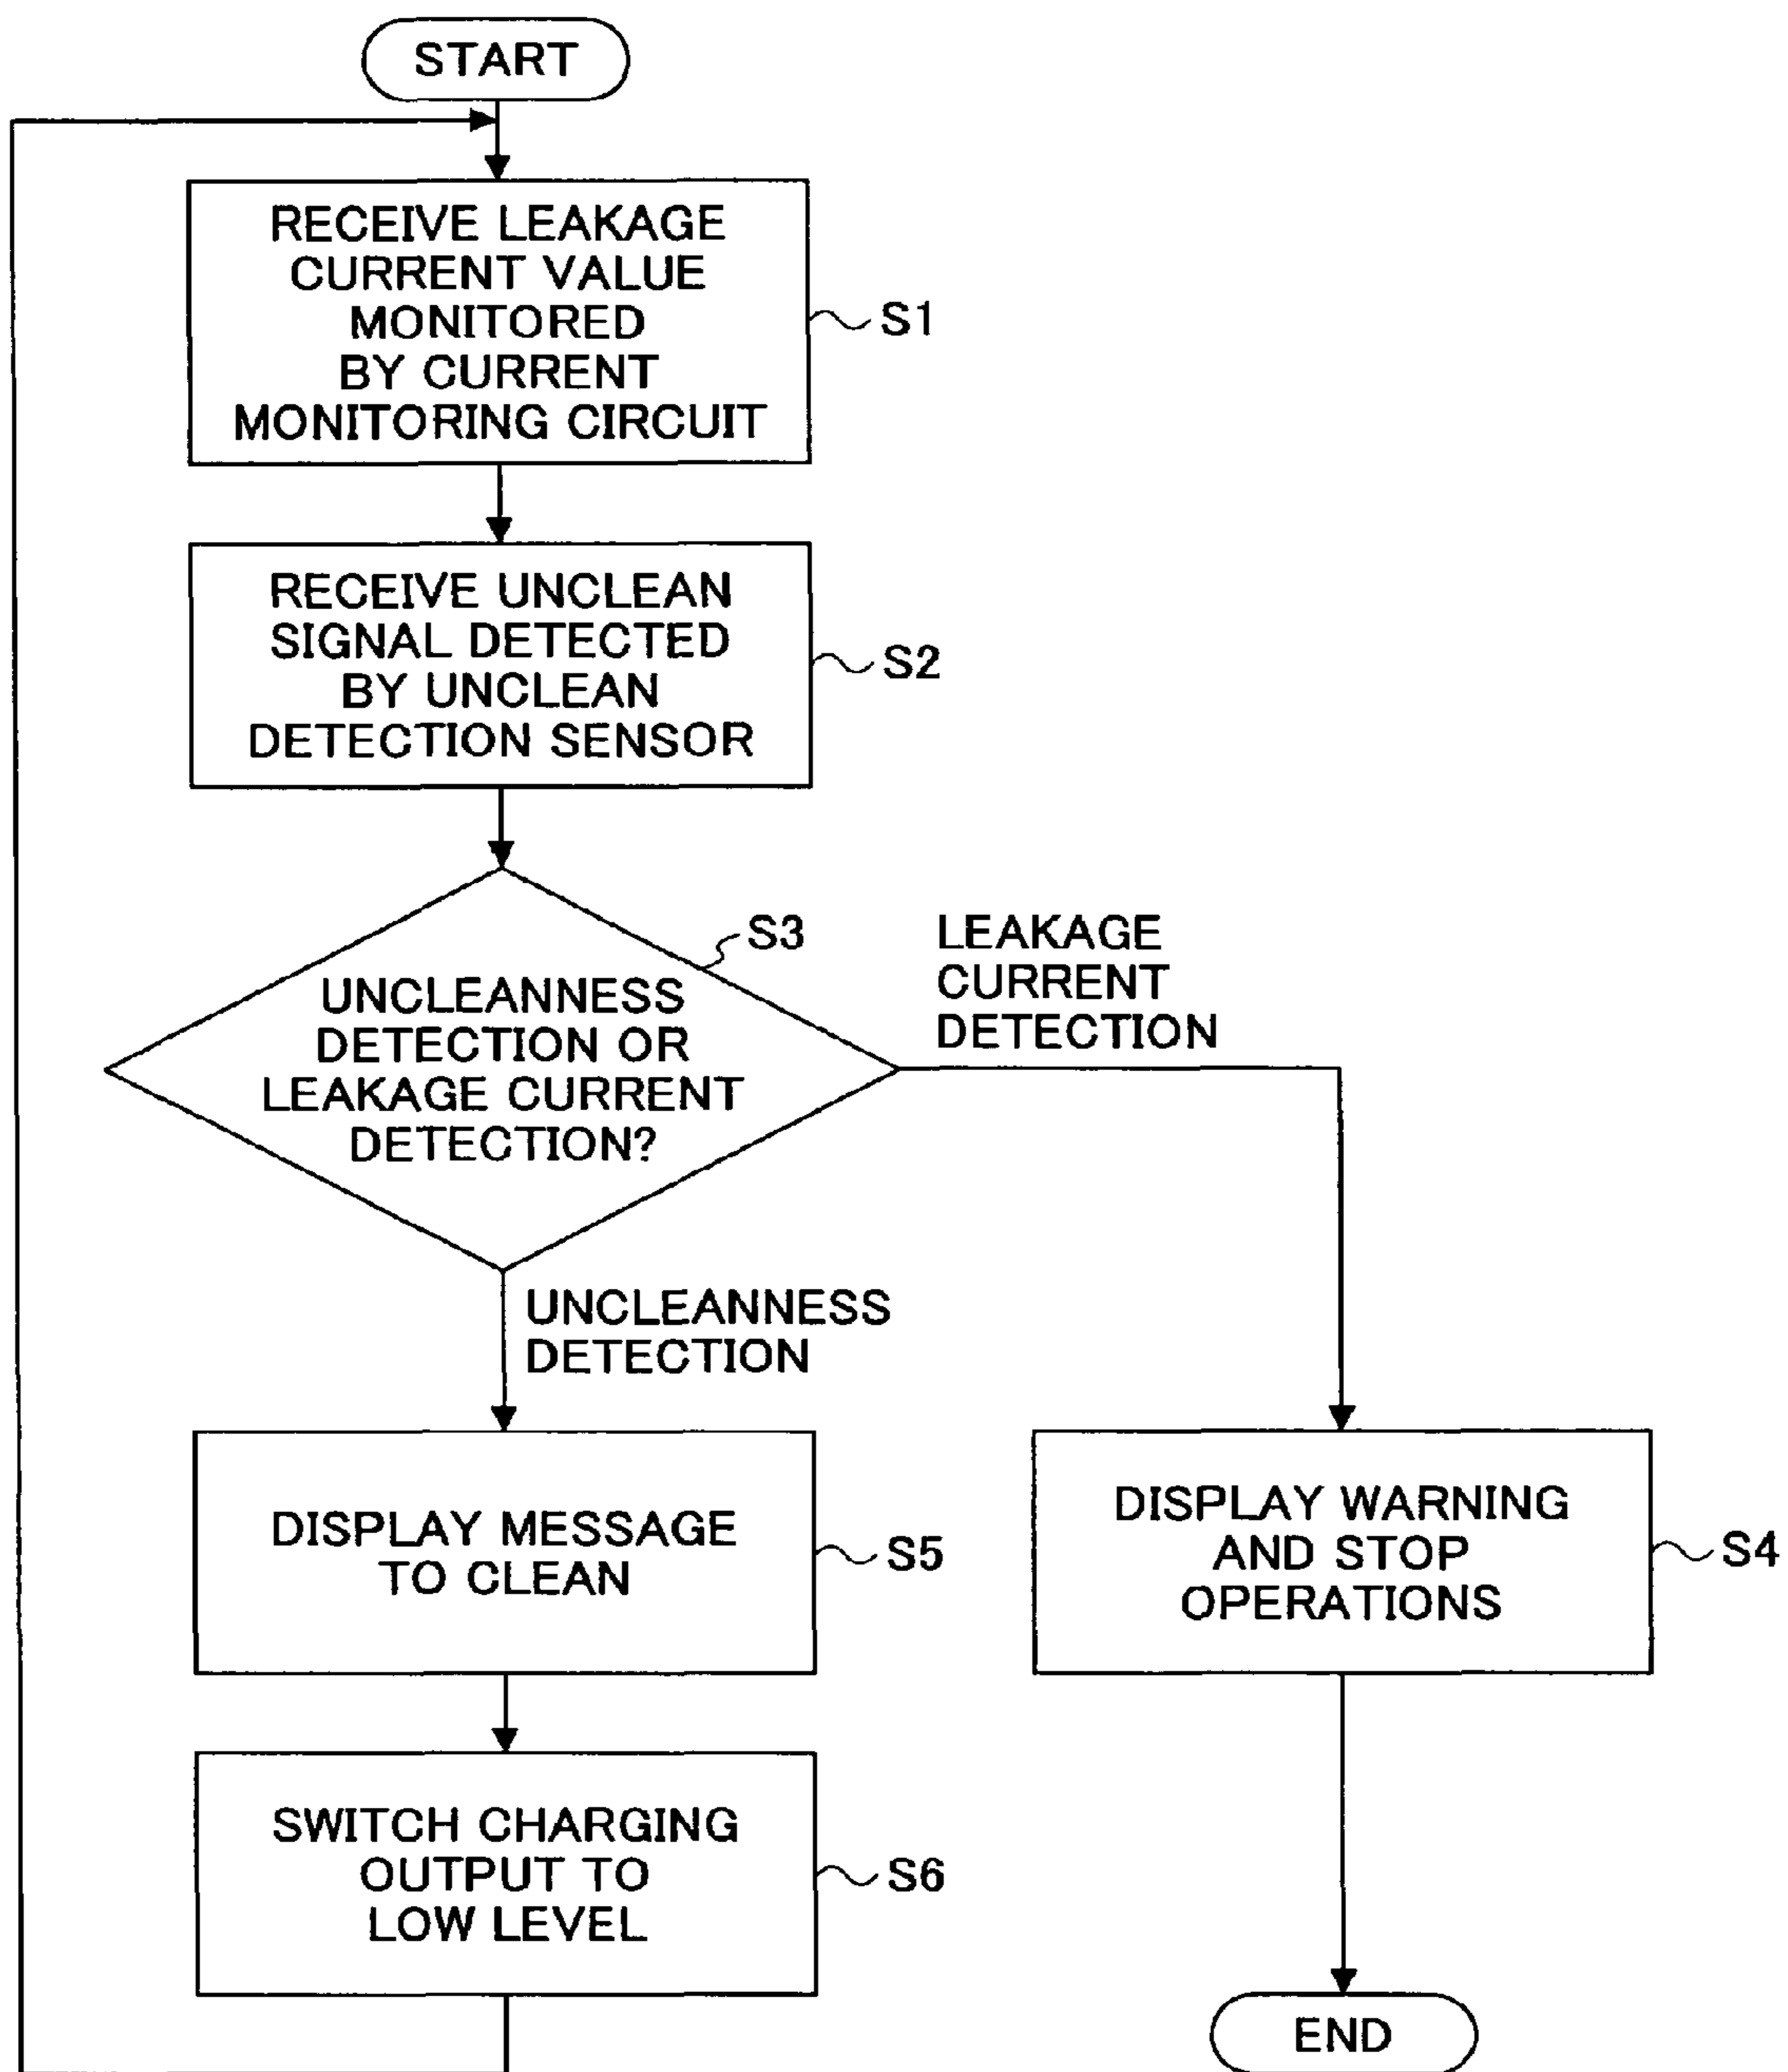 START
RECEIVE LEAKAGE
CURRENT VALUE
MONITORED
BY CURRENT
MONITORING CIRCUIT
S1
RECEIVE UNCLEAN
SIGNAL DETECTED
BY UNCLEAN
DETECTION SENSOR
S2
S3
UNCLEANNESS
DETECTION OR
LEAKAGE CURRENT
DETECTION?
LEAKAGE
CURRENT
DETECTION
UNCLEANNESS
DETECTION
DISPLAY MESSAGE
TO CLEAN
S5
DISPLAY WARNING
AND STOP
OPERATIONS
S4
SWITCH CHARGING
OUTPUT TO
LOW LEVEL
S6
END